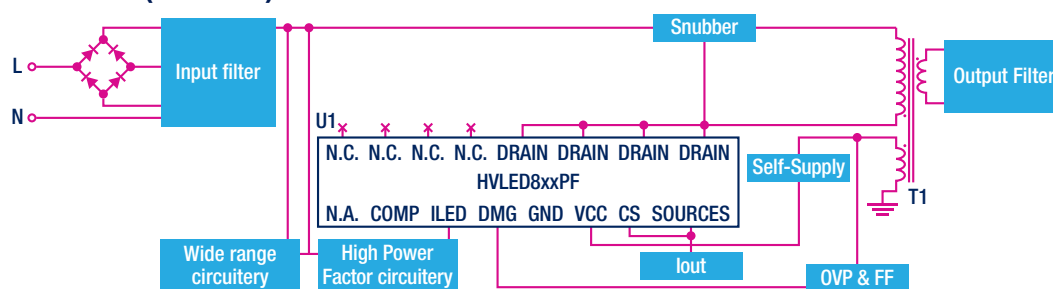 Snubber
L
Input filter
Output Filter
N
U1
N.C. N.C. N.C. N.C. DRAIN DRAIN DRAIN DRAIN
Self-Supply
HVLED8xxPF
T1
N.A. COMP ILED DMG GND VCC CS SOURCES
Wide range
circuitery
High Power
Factor circuitery
Iout
OVP & FF